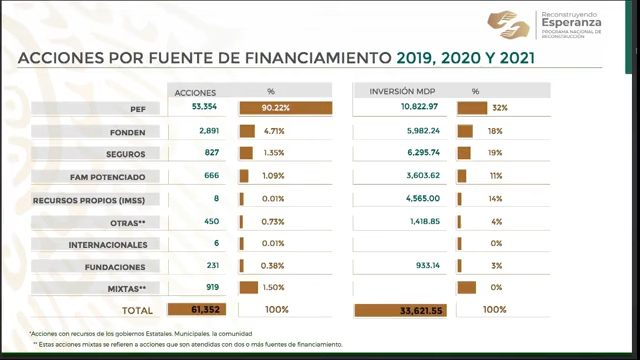 Reconstruyendo
Esperanza
PROGRAMA NACIONAL DE
RECONSTRUCCIÓN
ACCIONES POR FUENTE DE FINANCIAMIENTO 2019, 2020 Y 2021
ACCIONES % INVERSIÓN MDP %
PEF 53,354 90.22% 10,822.97 32%
FONDEN 2,891 4.71% 5,982.24 18%
SEGUROS 827 1.35% 6,295.74 19%
FAM POTENCIADO 666 1.09% 3,603.62 11%
RECURSOS PROPIOS (IMSS) 8 0.01% 4,565.00 14%
OTRAS** 450 0.73% 1,418.85 4%
INTERNACIONALES 6 0.01% 0%
FUNDACIONES 231 0.38% 933.14 3%
MIXTAS** 919 1.50% 0%
TOTAL 61,352 100% 33,621.55 100%
*Acciones con recursos de los gobiernos Estatales, Municipales, la comunidad
** Estas acciones mixtas se refieren a acciones que son atendidas con dos o más fuentes de financiamiento.